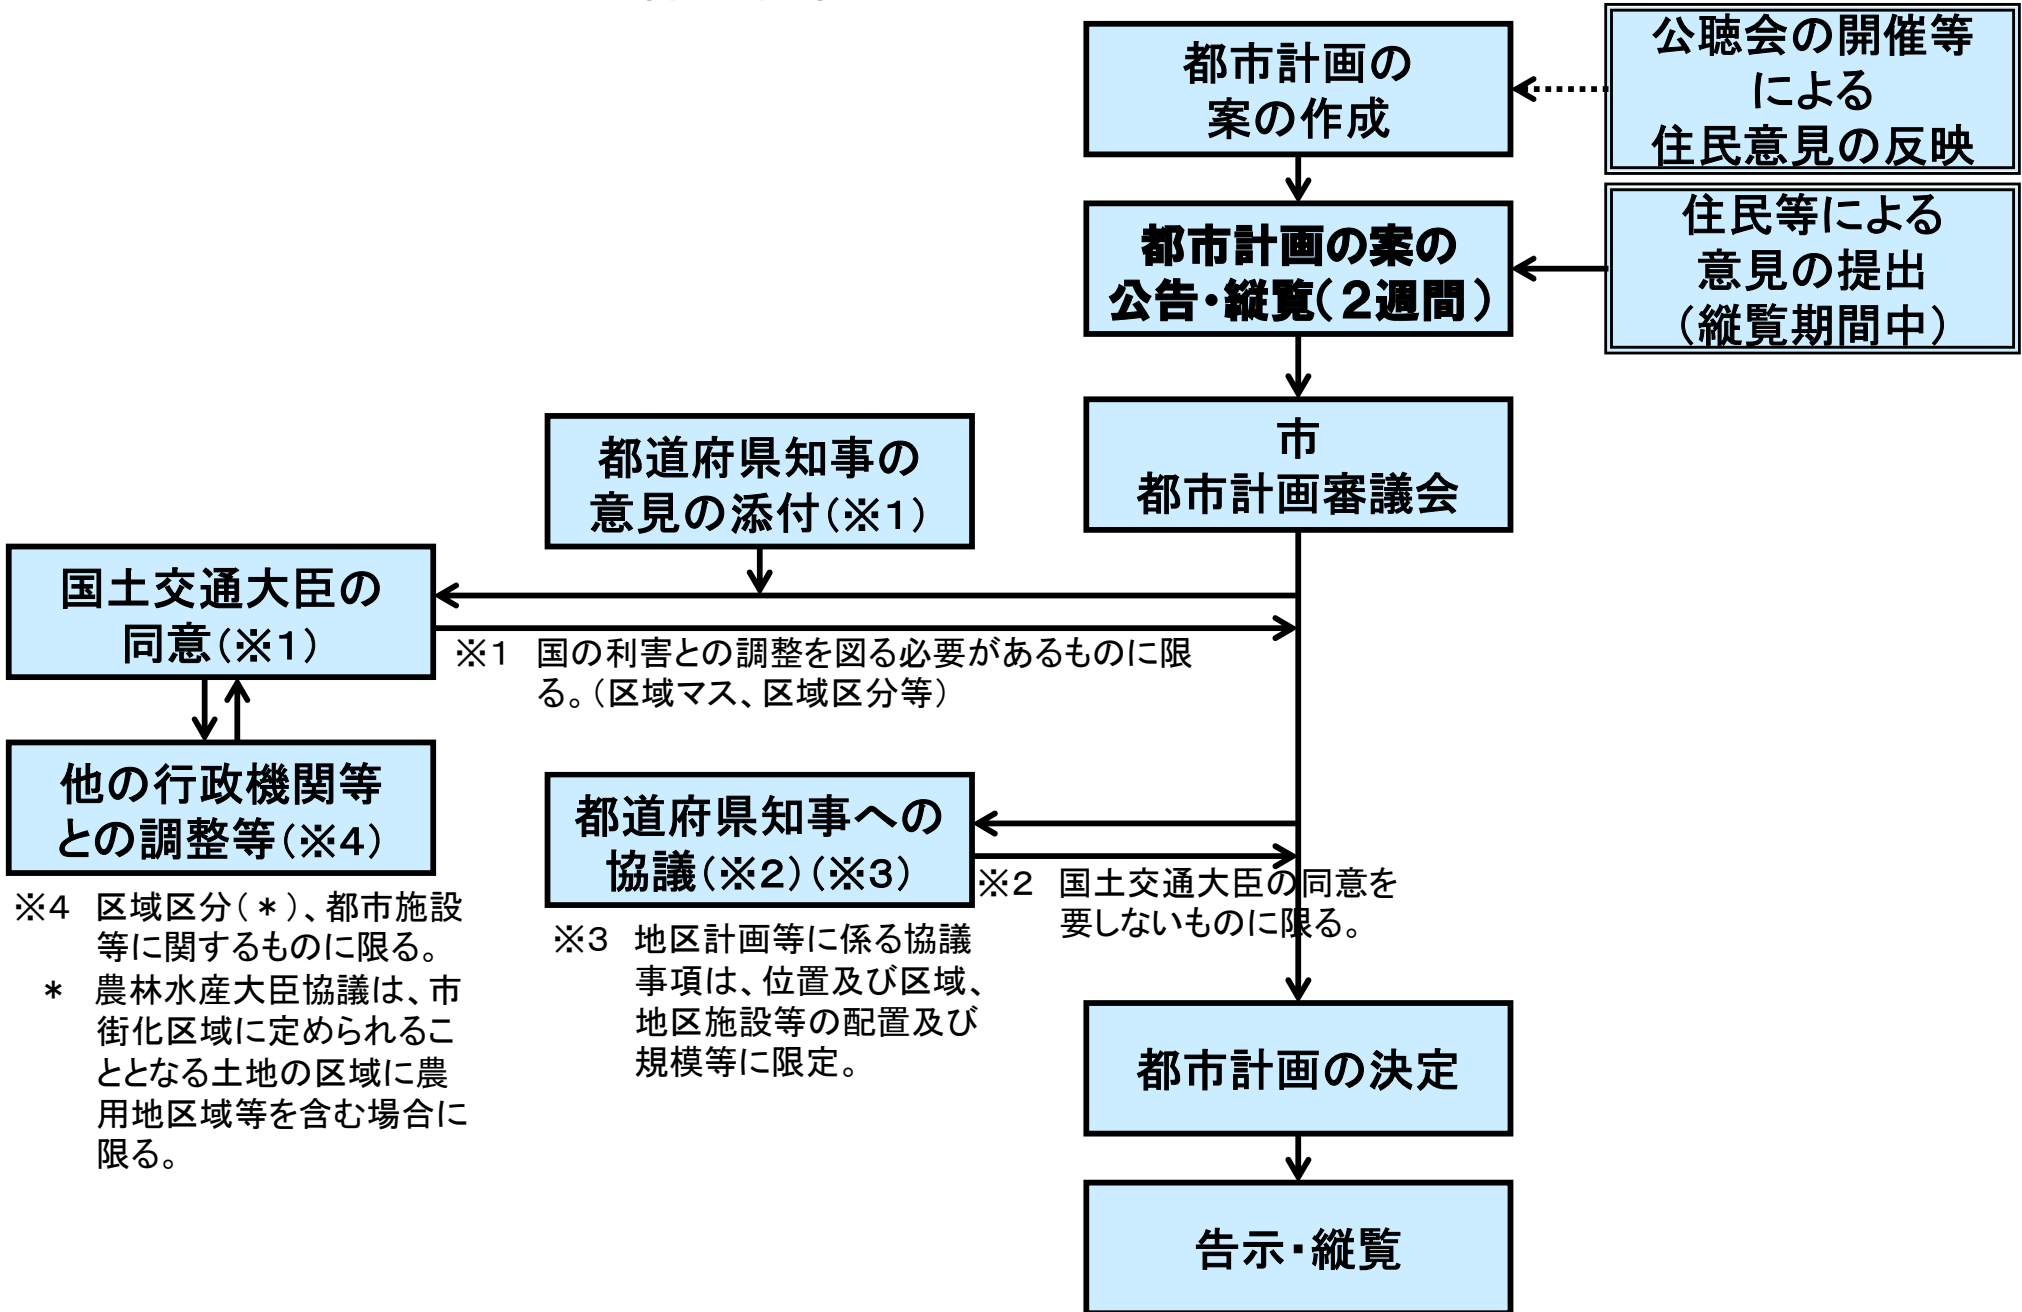 都市計画の
案の作成
公聴会の開催等
による
住民意見の反映
都市計画の案の
公告・縦覧(2週間)
住民等による
意見の提出
(縦覧期間中)
市
都市計画審議会
都道府県知事の
意見の添付(※1)
国土交通大臣の
同意(※1)
※1 国の利害との調整を図る必要があるものに限
る。(区域マス、区域区分等)
他の行政機関等
との調整等(※4)
都道府県知事への
協議(※2)(※3)
※2 国土交通大臣の同意を
要しないものに限る。
※4 区域区分(*)、都市施設
等に関するものに限る。
* 農林水産大臣協議は、市
街化区域に定められるこ
ととなる土地の区域に農
用地区域等を含む場合に
限る。
※3 地区計画等に係る協議
事項は、位置及び区域、
地区施設等の配置及び
規模等に限定。
都市計画の決定
告示・縦覧